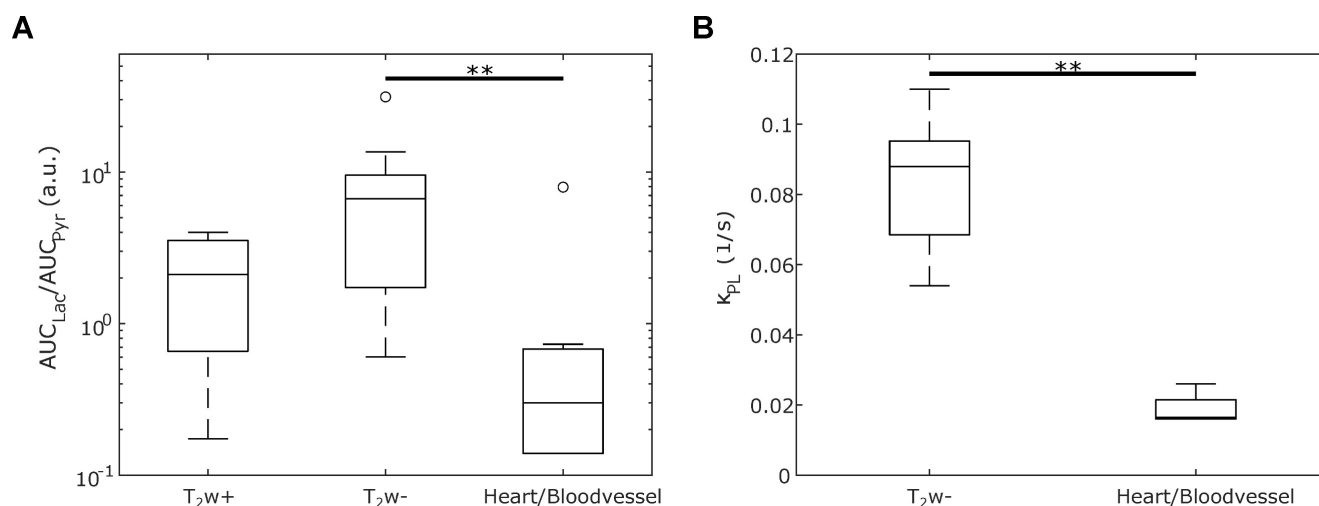 A
B
**
**
AUC_Lac/AUC_Pyr (a.u.)
10^1
10^0
10^-1
T₂w+
T₂w-
Heart/Bloodvessel
κ_PL (1/s)
0.12
0.1
0.08
0.06
0.04
0.02
0
T₂w-
Heart/Bloodvessel